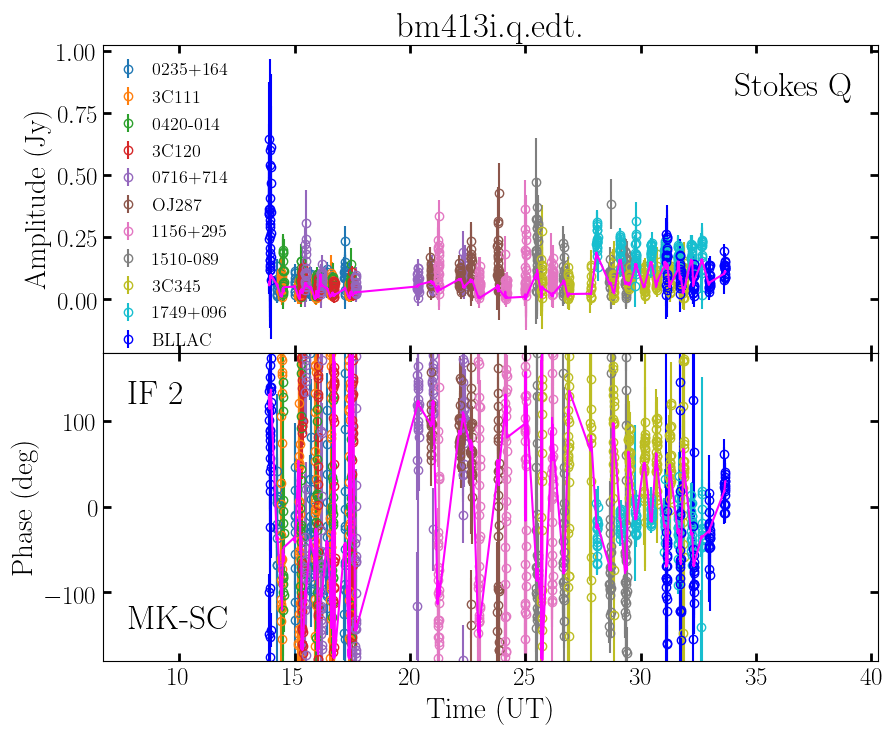 bm413i.q.edt.
1.00
0.75
0.50
0.25
0.00
Amplitude (Jy)
Stokes Q
0235+164
3C111
0420-014
3C120
0716+714
OJ287
1156+295
1510-089
3C345
1749+096
BLLAC
IF 2
MK-SC
100
0
−100
Phase (deg)
10 15 20 25 30 35 40
Time (UT)